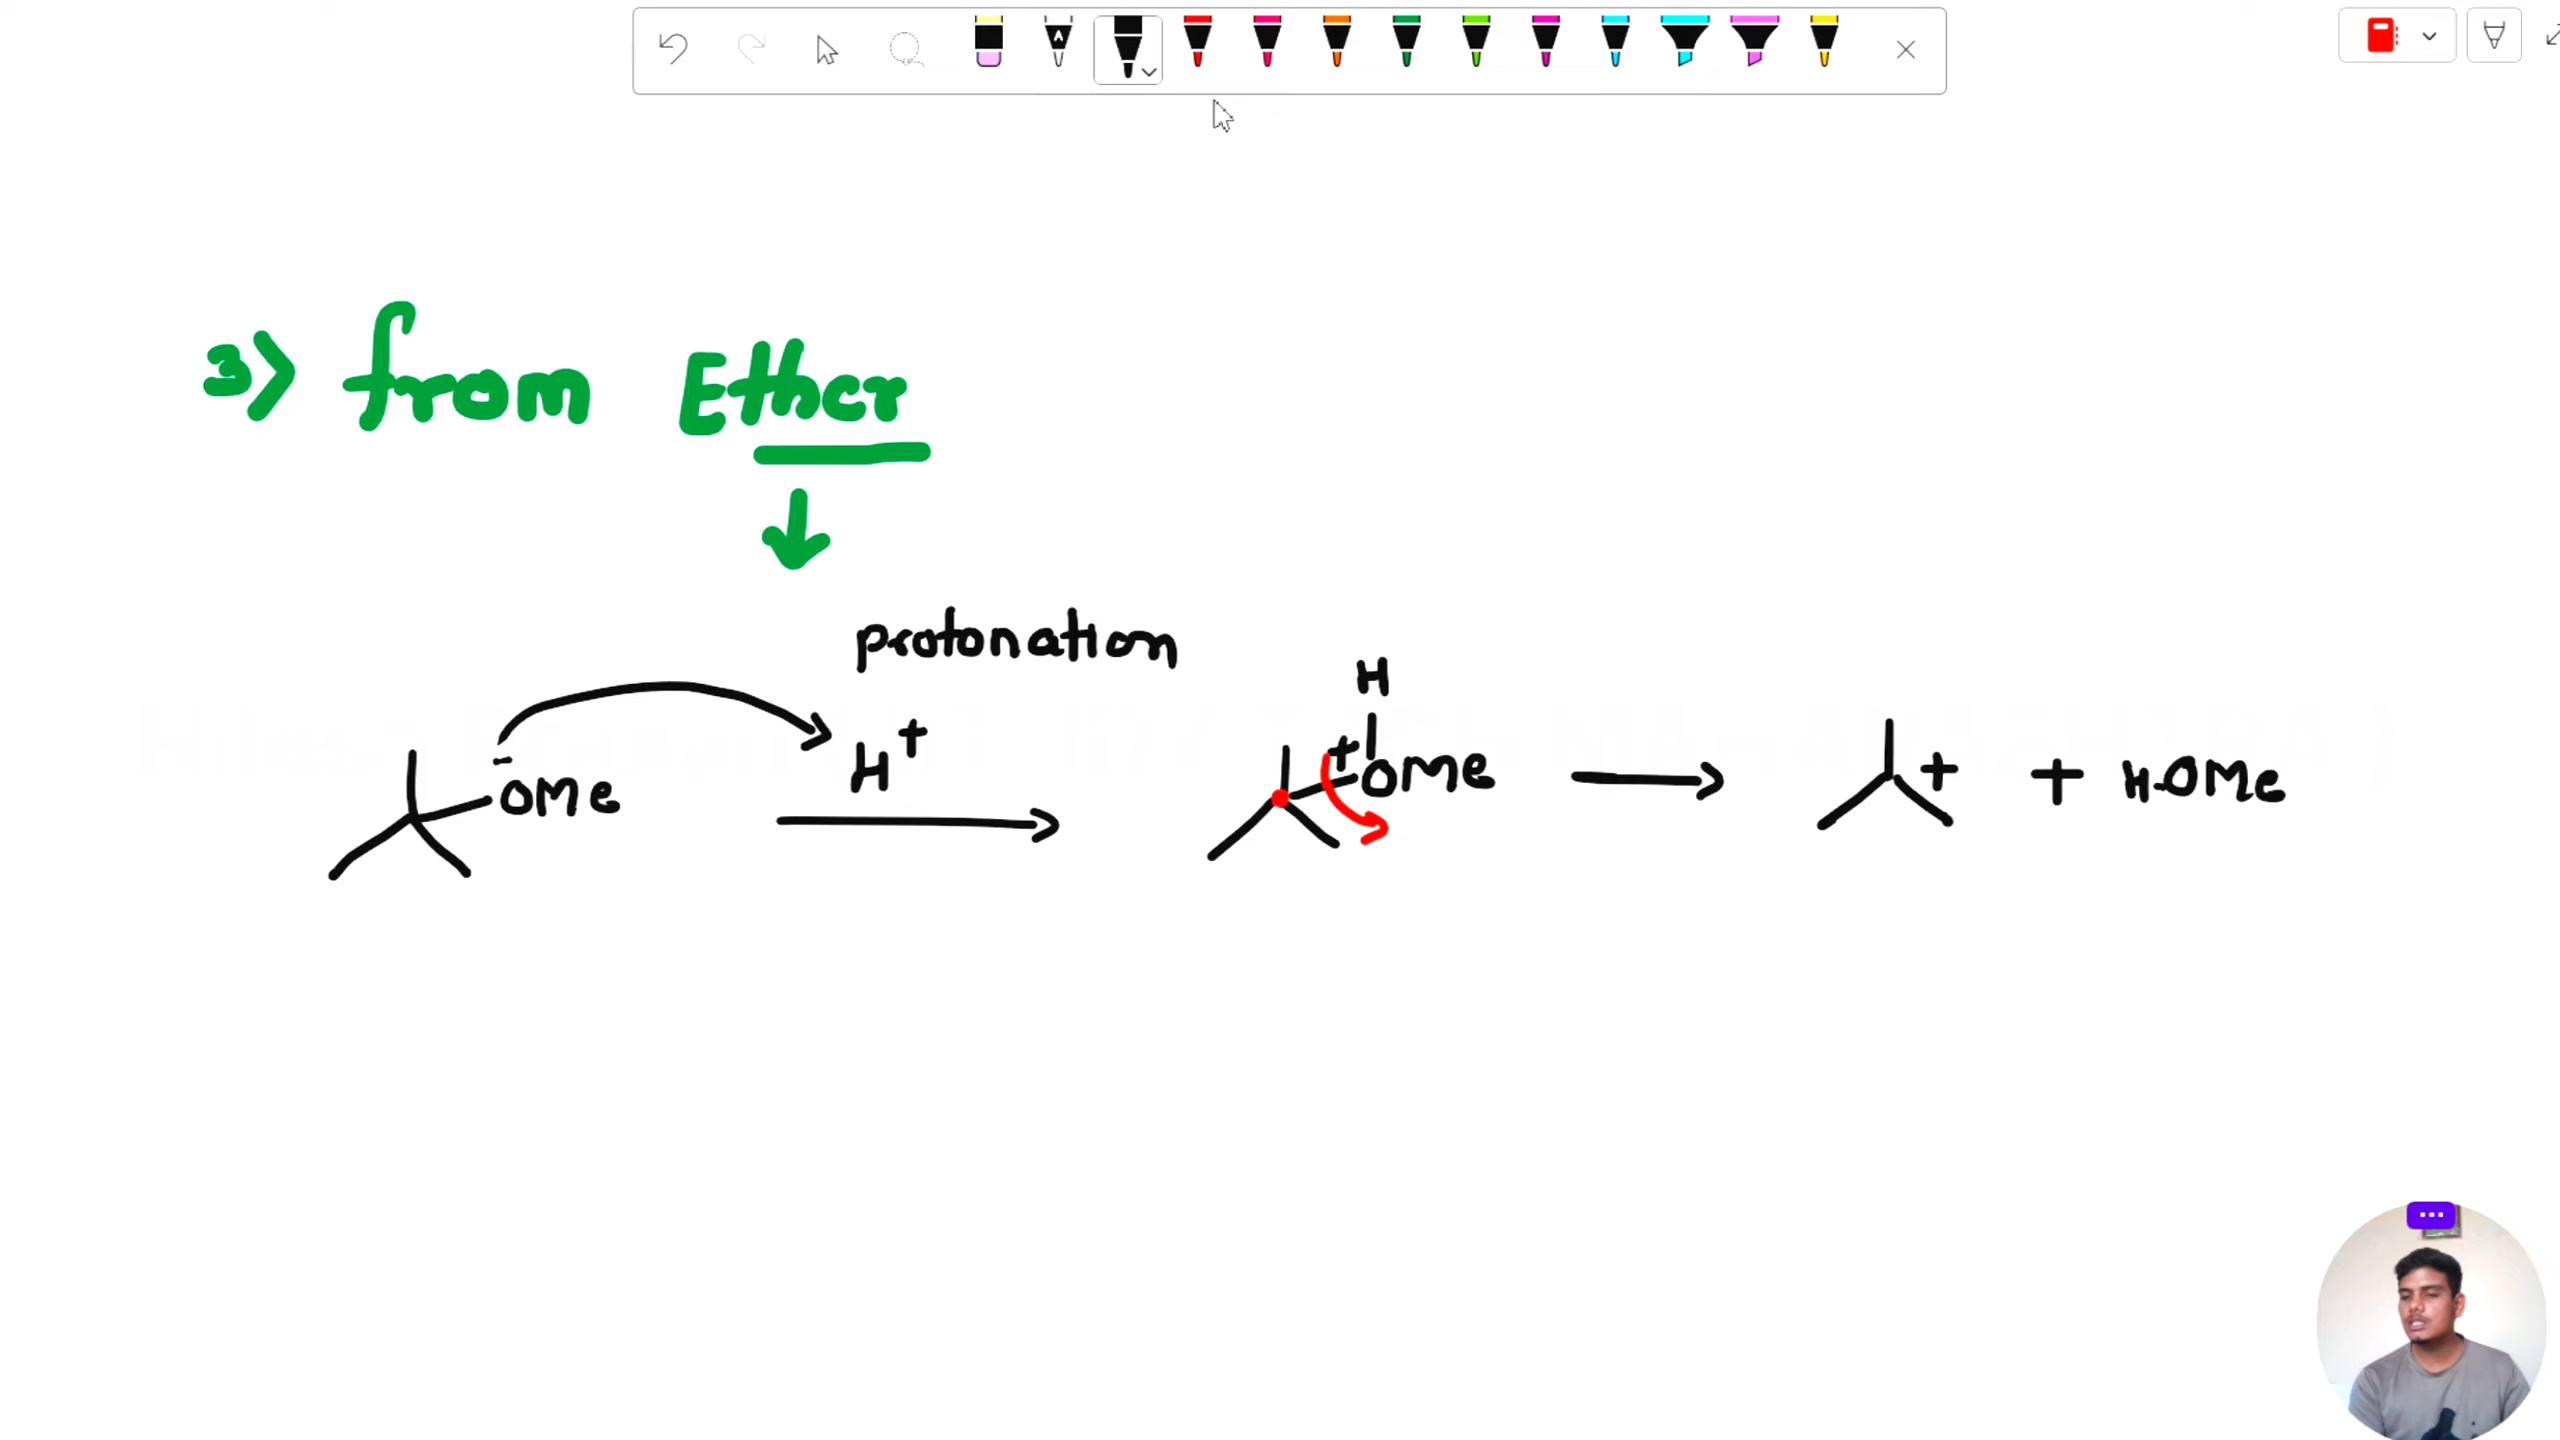 3) from Ether
protonation
H
OMe H+ + OMe + + H.OMe